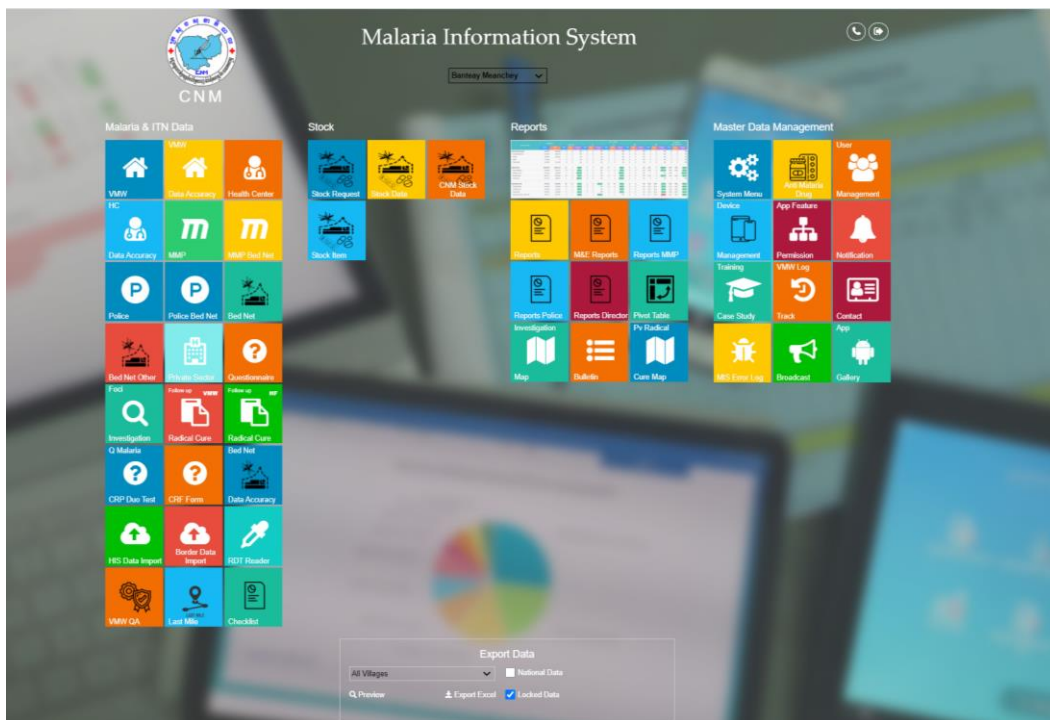 Malaria Information System
CNM
CNM
Banteay Meanchey
Malaria & ITN Data
VMW
VMW
Data Accuracy
Health Center
HC
Data Accuracy
MMP
MMP Bed Net
Police
Police Bed Net
Bed Net
Bed Net Other
Private Sector
Questionnaire
Foci
Investigation
Follow up VMW
Radical Cure
Follow up HF
Radical Cure
Q Malaria
CRP Duo Test
CRF Form
Bed Net
Data Accuracy
HIS Data Import
Border Data
Import
RDT Reader
VMW QA
Last Mile
Checklist
Stock
Stock Request
Stock Data
CNM Stock
Data
Stock Item
Reports
Reports
M&E Reports
Reports MMP
Reports Police
Reports Director
Pivot Table
Investigation
Map
Bulletin
Pv Radical
Cure Map
Master Data Management
System Menu
Anti Malaria
Drug
User
Management
Device
Management
App Feature
Permission
Notification
Training
Case Study
VMW Log
Track
Contact
MIS Error Log
Broadcast
App
Gallery
Export Data
All Villages
National Data
Preview
Export Excel
Locked Data